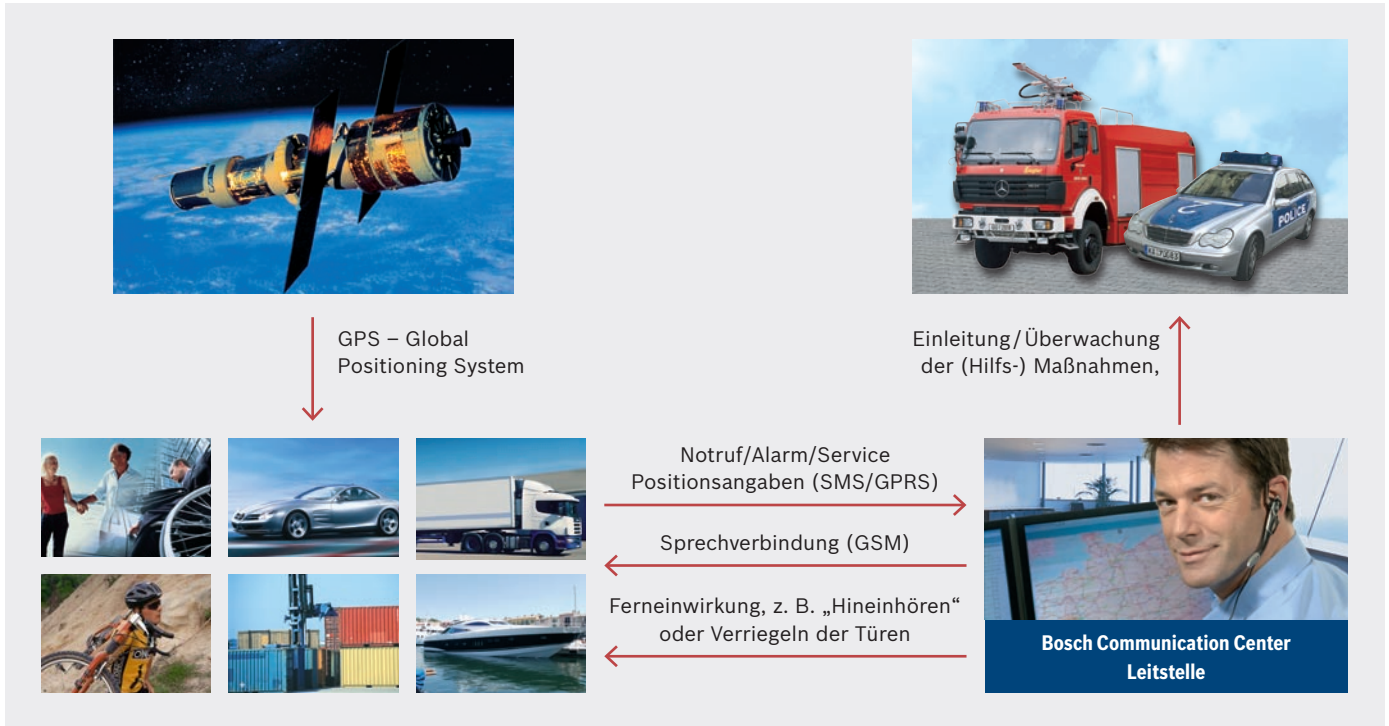 GPS – Global
Positioning System
Einleitung/Überwachung
der (Hilfs-) Maßnahmen,
POLICE
Notruf/Alarm/Service
Positionsangaben (SMS/GPRS)
Sprechverbindung (GSM)
Ferneinwirkung, z. B. „Hineinhören“
oder Verriegeln der Türen
Bosch Communication Center
Leitstelle